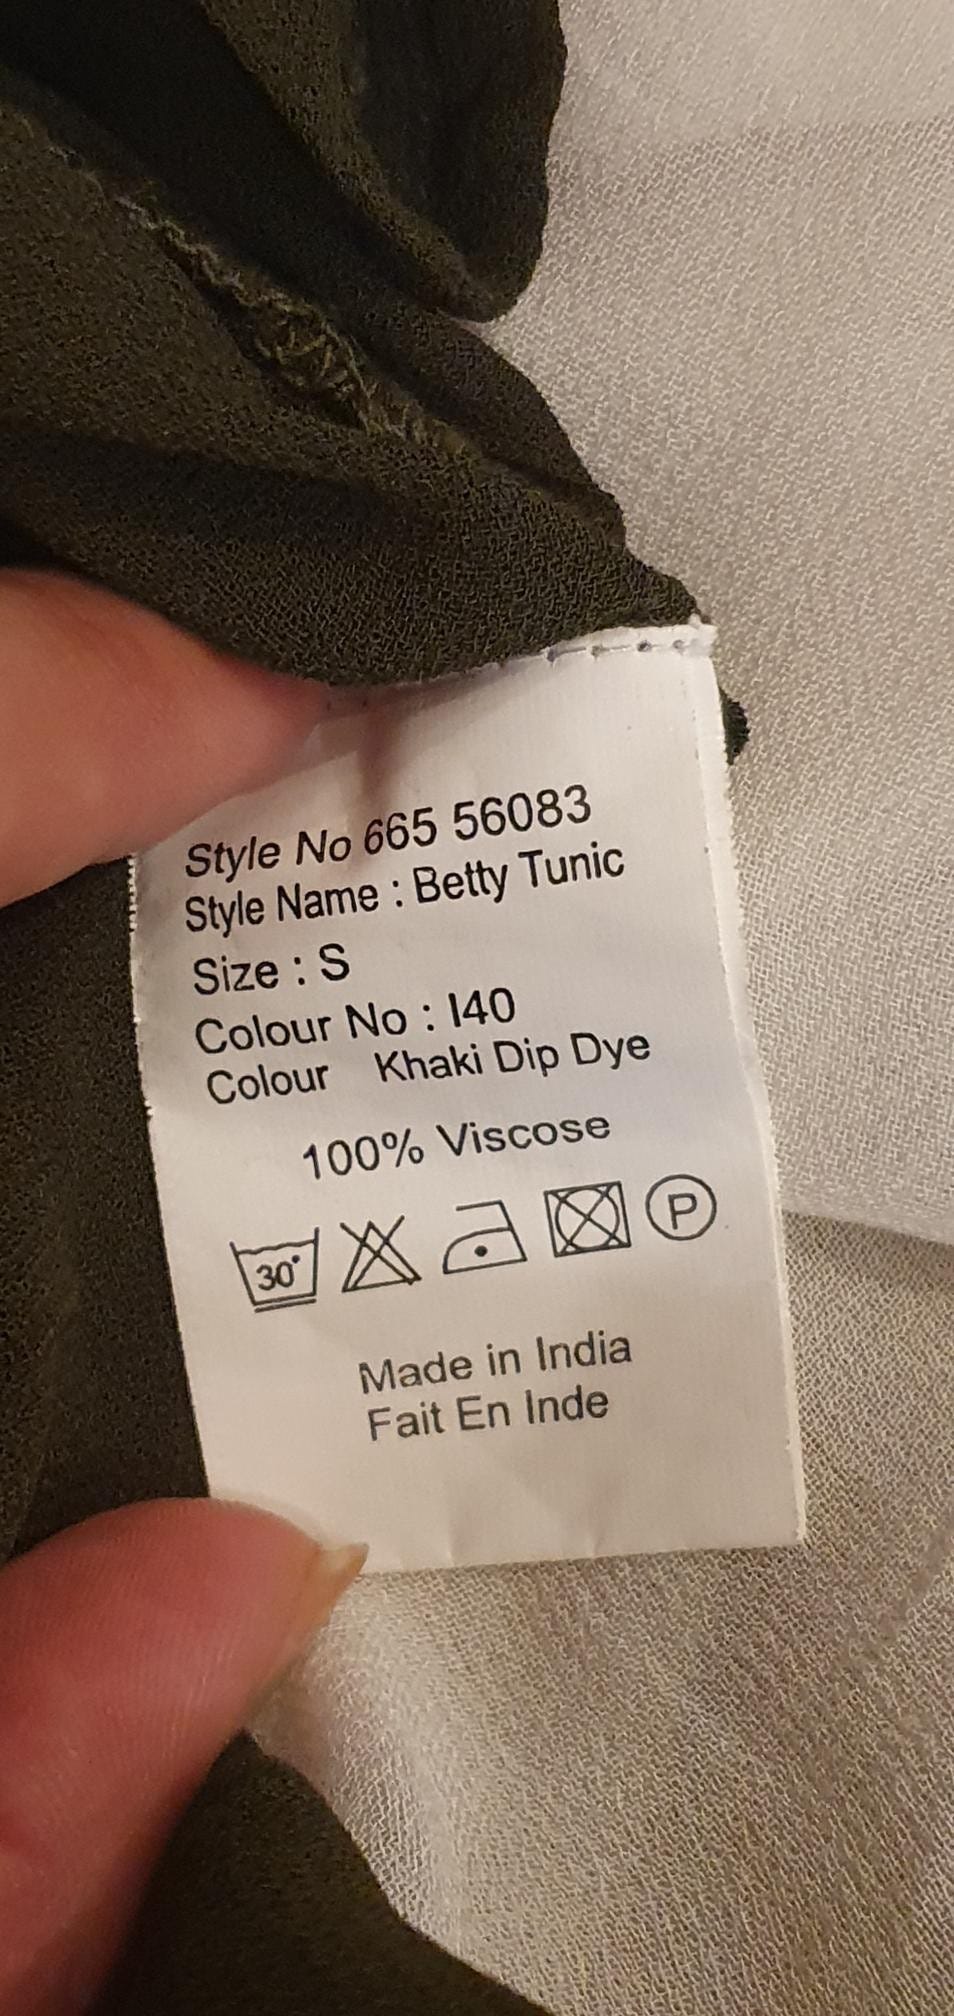 Style No 665 56083
Style Name : Betty Tunic
Size : S
Colour No : I40
Colour Khaki Dip Dye
100% Viscose
30°
P
Made in India
Fait En Inde